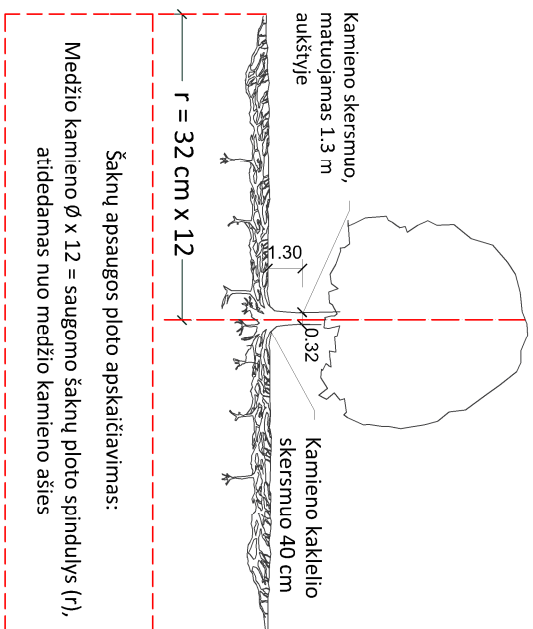 Kamieno skersmuo,
matuojamas 1.3 m
aukštyje
1.30
0.32
Kamieno kaklelio
skersmuo 40 cm
r = 32 cm x 12
Šaknų apsaugos ploto apskaičiavimas:
Medžio kamieno Ø x 12 = saugomo šaknų ploto spindulys (r),
atidedamas nuo medžio kamieno ašies